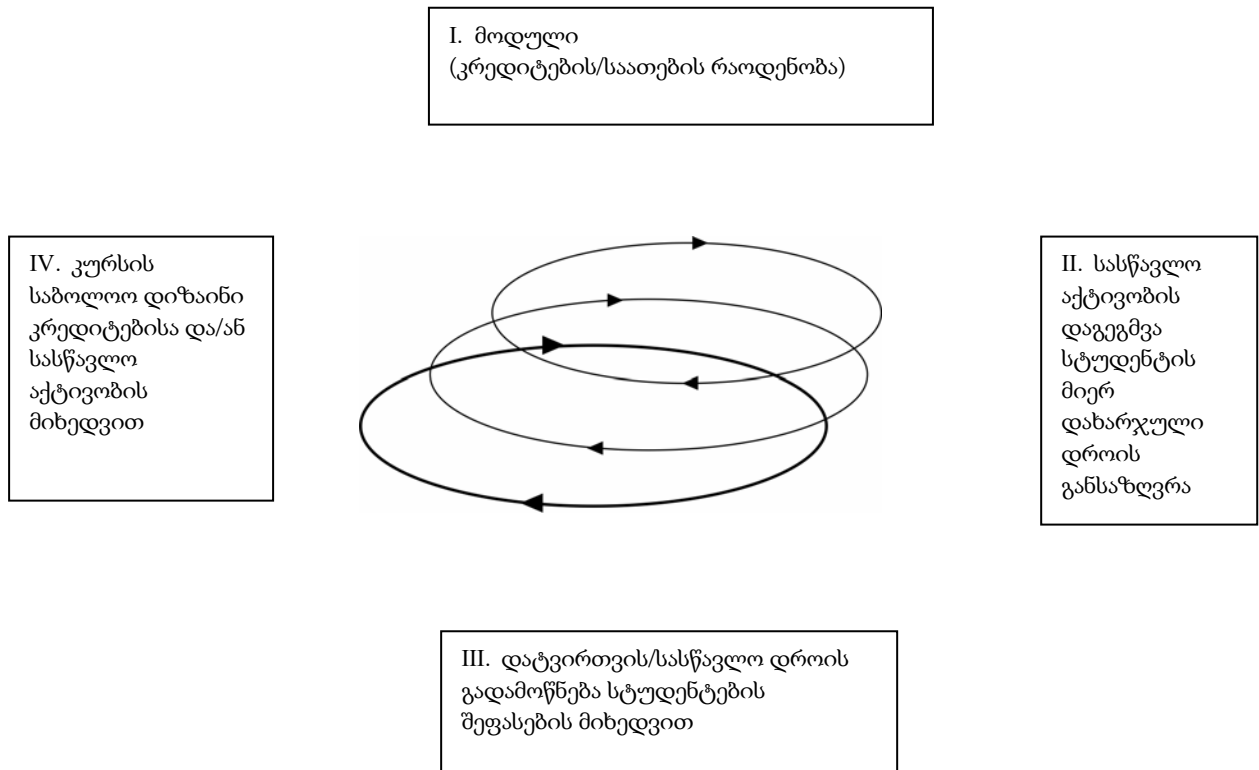 I. მოდული
(კრედიტების/საათების რაოდენობა)
II. სასწავლო
აქტივობის
დაგეგმვა
სტუდენტის
მიერ
დახარჯული
დროის
განსაზღვრა
III. დატვირთვის/სასწავლო დროის
გადამოწნება სტუდენტების
შეფასების მიხედვით
IV. კურსის
საბოლოო დიზაინი
კრედიტებისა და/ან
სასწავლო
აქტივობის
მიხედვით